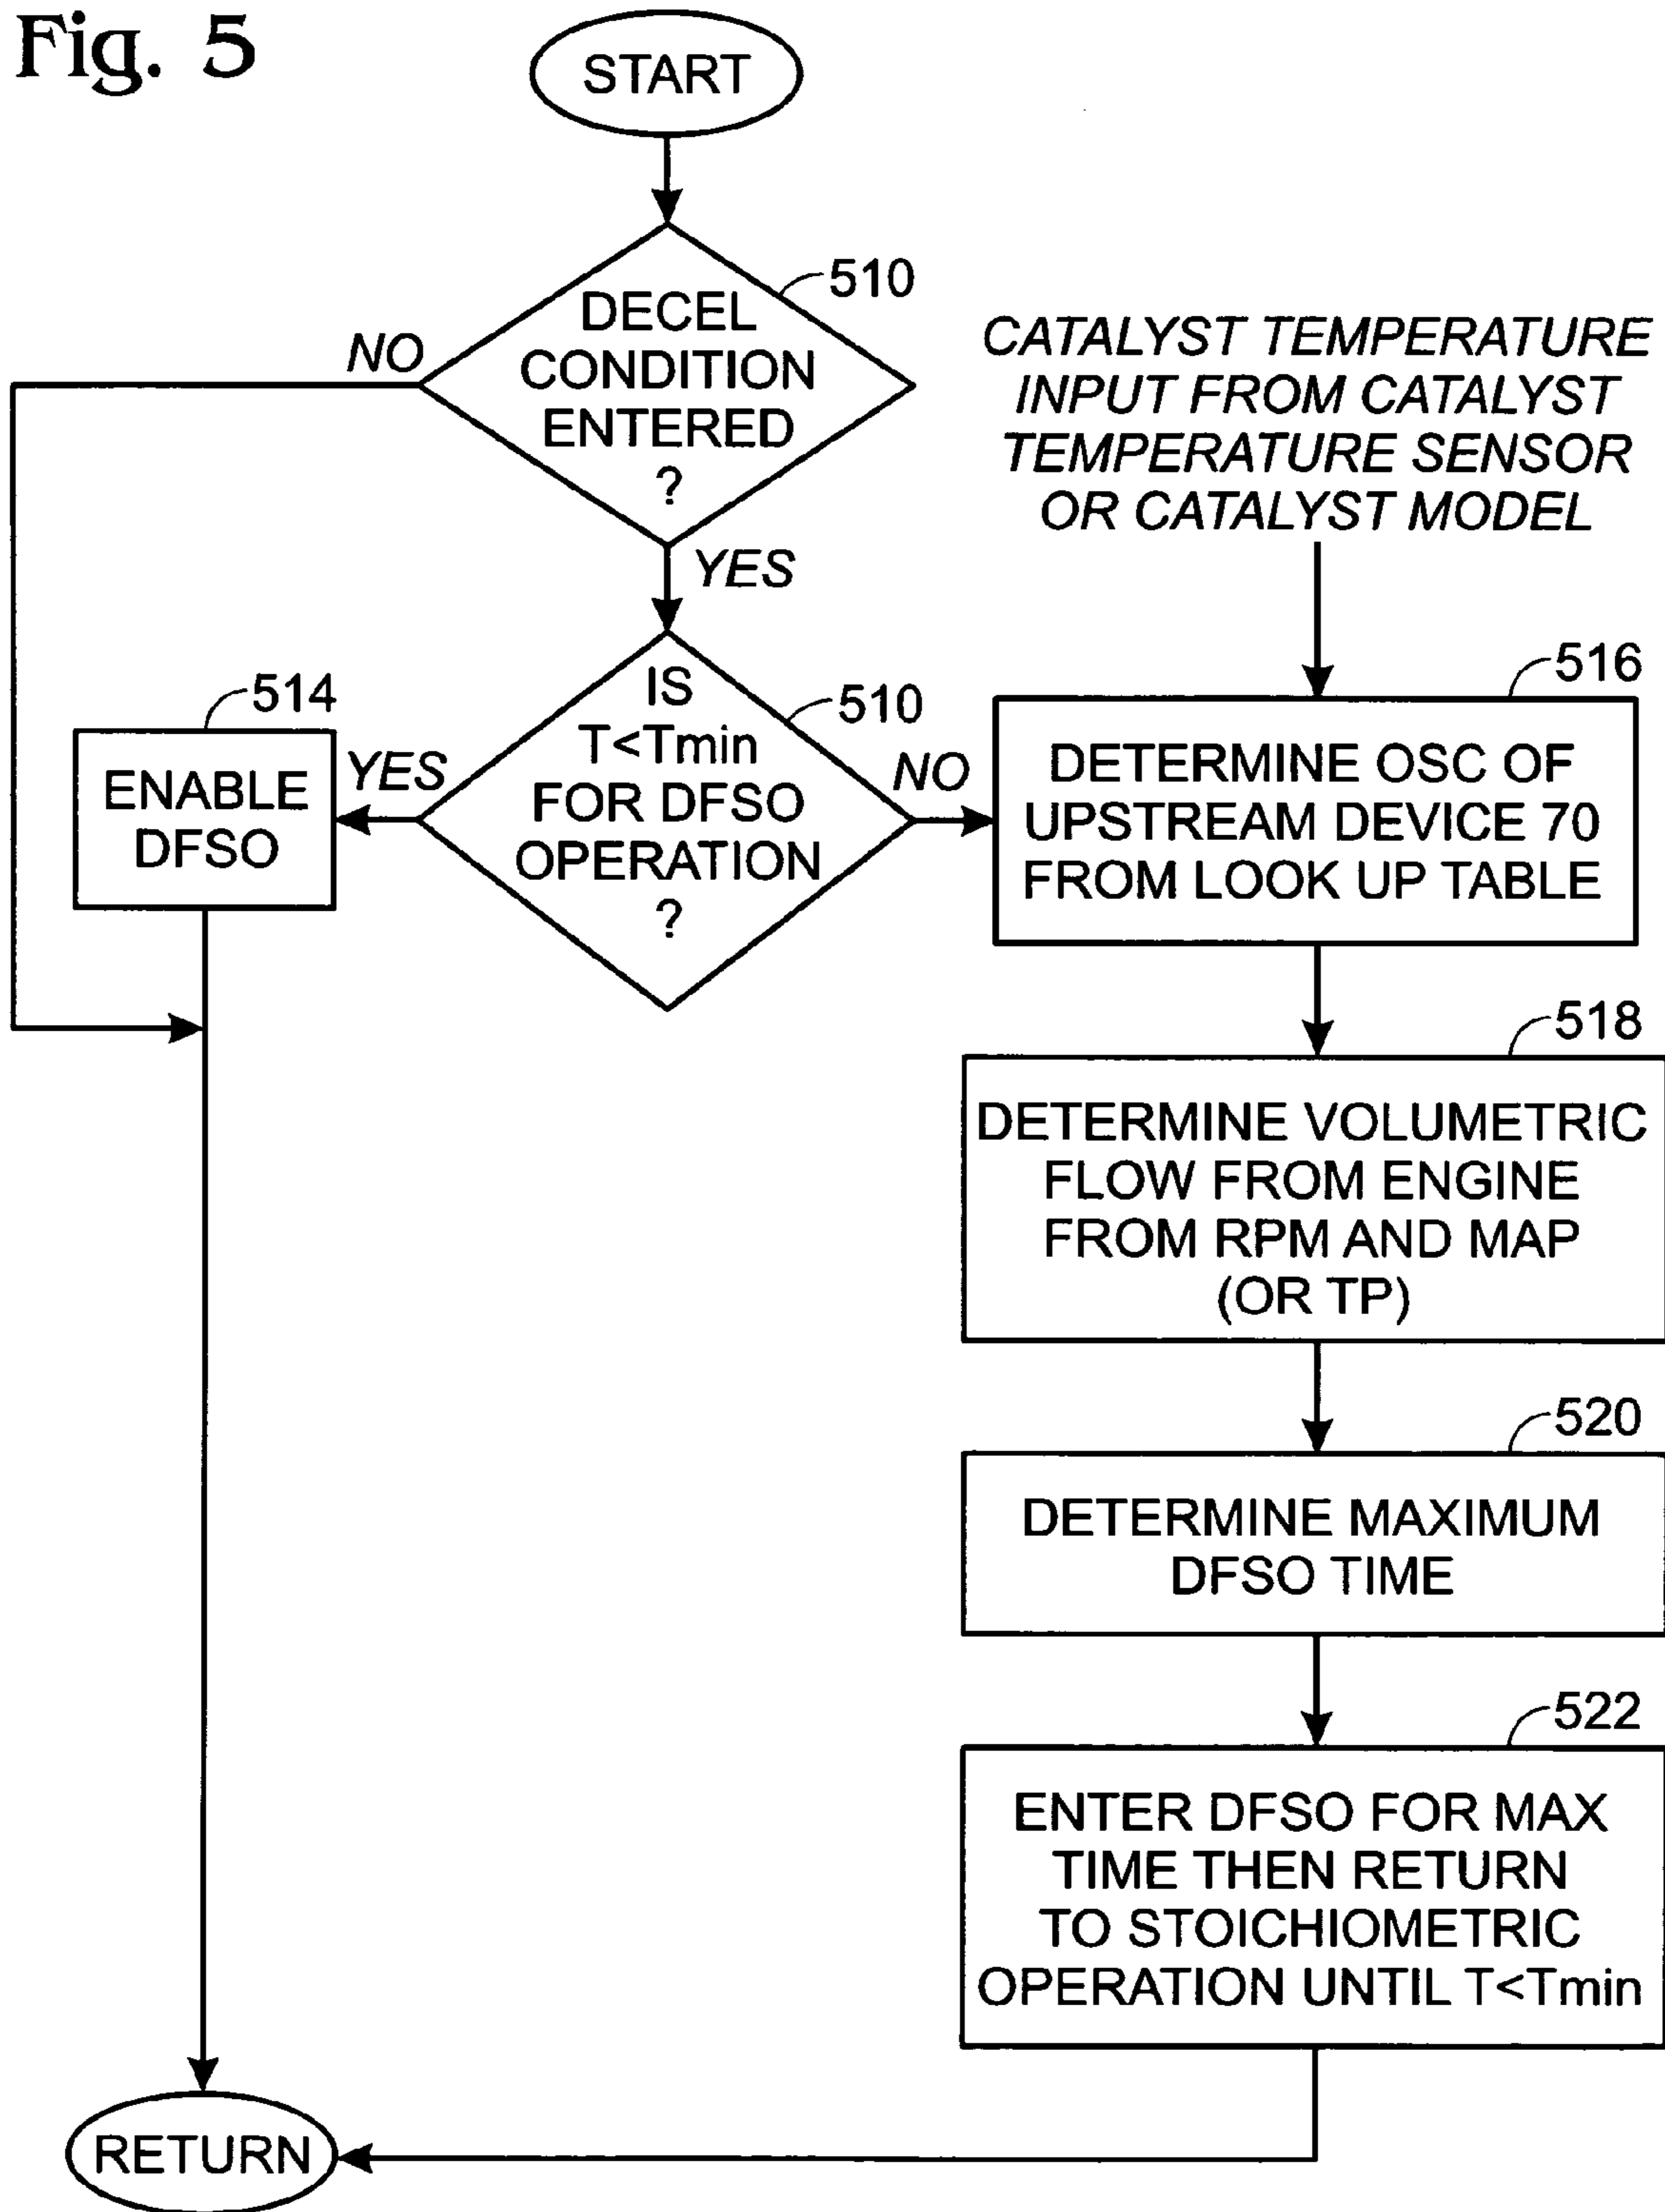 Fig. 5
START
510
DECEL
CONDITION
ENTERED
?
NO
YES
CATALYST TEMPERATURE
INPUT FROM CATALYST
TEMPERATURE SENSOR
OR CATALYST MODEL
514
ENABLE
DFSO
YES
510
IS
T<Tmin
FOR DFSO
OPERATION
?
NO
516
DETERMINE OSC OF
UPSTREAM DEVICE 70
FROM LOOK UP TABLE
518
DETERMINE VOLUMETRIC
FLOW FROM ENGINE
FROM RPM AND MAP
(OR TP)
520
DETERMINE MAXIMUM
DFSO TIME
522
ENTER DFSO FOR MAX
TIME THEN RETURN
TO STOICHIOMETRIC
OPERATION UNTIL T<Tmin
RETURN